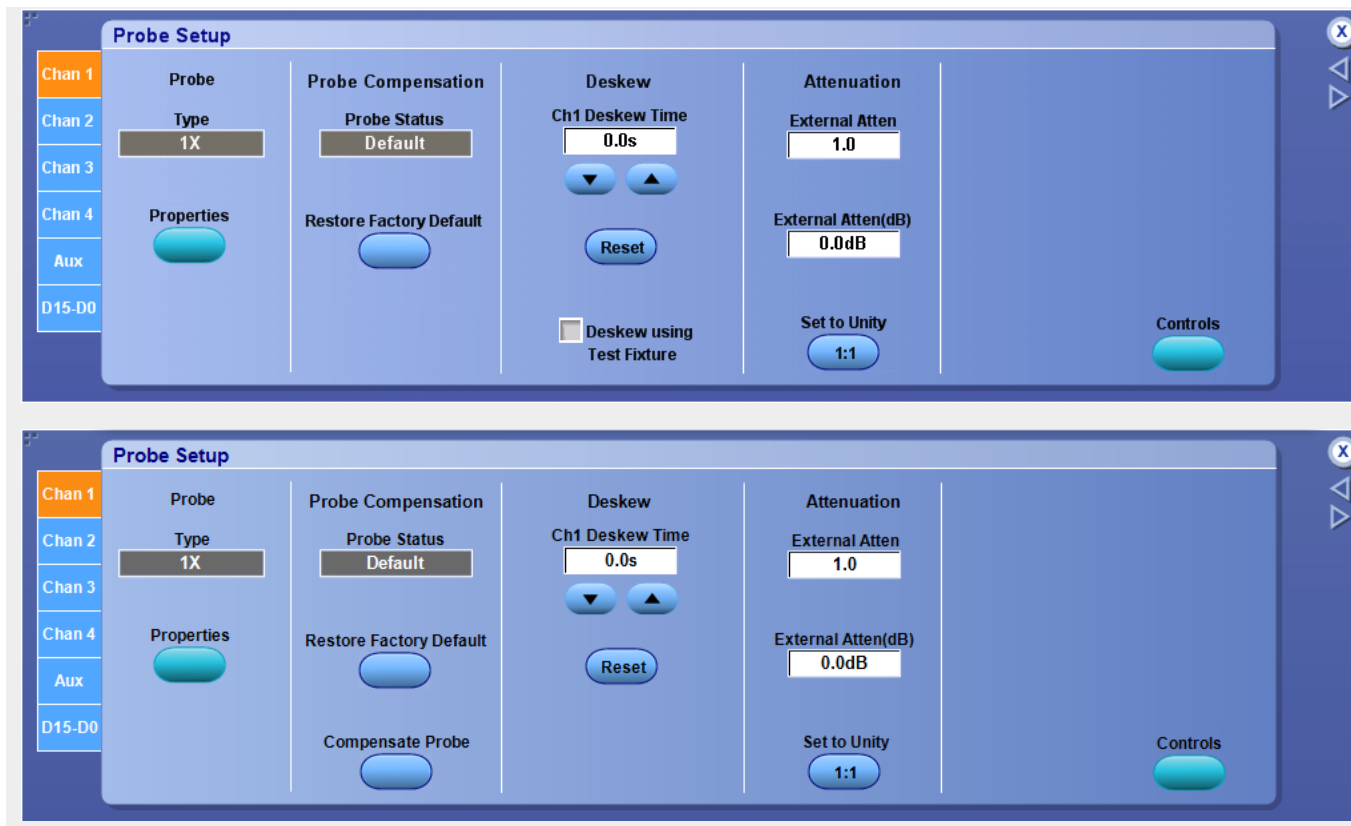 Probe Setup
Chan 1
Chan 2
Chan 3
Chan 4
Aux
D15-D0
Probe
Type
1X
Properties
Probe Compensation
Probe Status
Default
Restore Factory Default
Deskew
Ch1 Deskew Time
0.0s
Reset
Deskew using
Test Fixture
Attenuation
External Atten
1.0
External Atten(dB)
0.0dB
Set to Unity
1:1
Controls
X
Probe Setup
Chan 1
Chan 2
Chan 3
Chan 4
Aux
D15-D0
Probe
Type
1X
Properties
Probe Compensation
Probe Status
Default
Restore Factory Default
Compensate Probe
Deskew
Ch1 Deskew Time
0.0s
Reset
Attenuation
External Atten
1.0
External Atten(dB)
0.0dB
Set to Unity
1:1
Controls
X